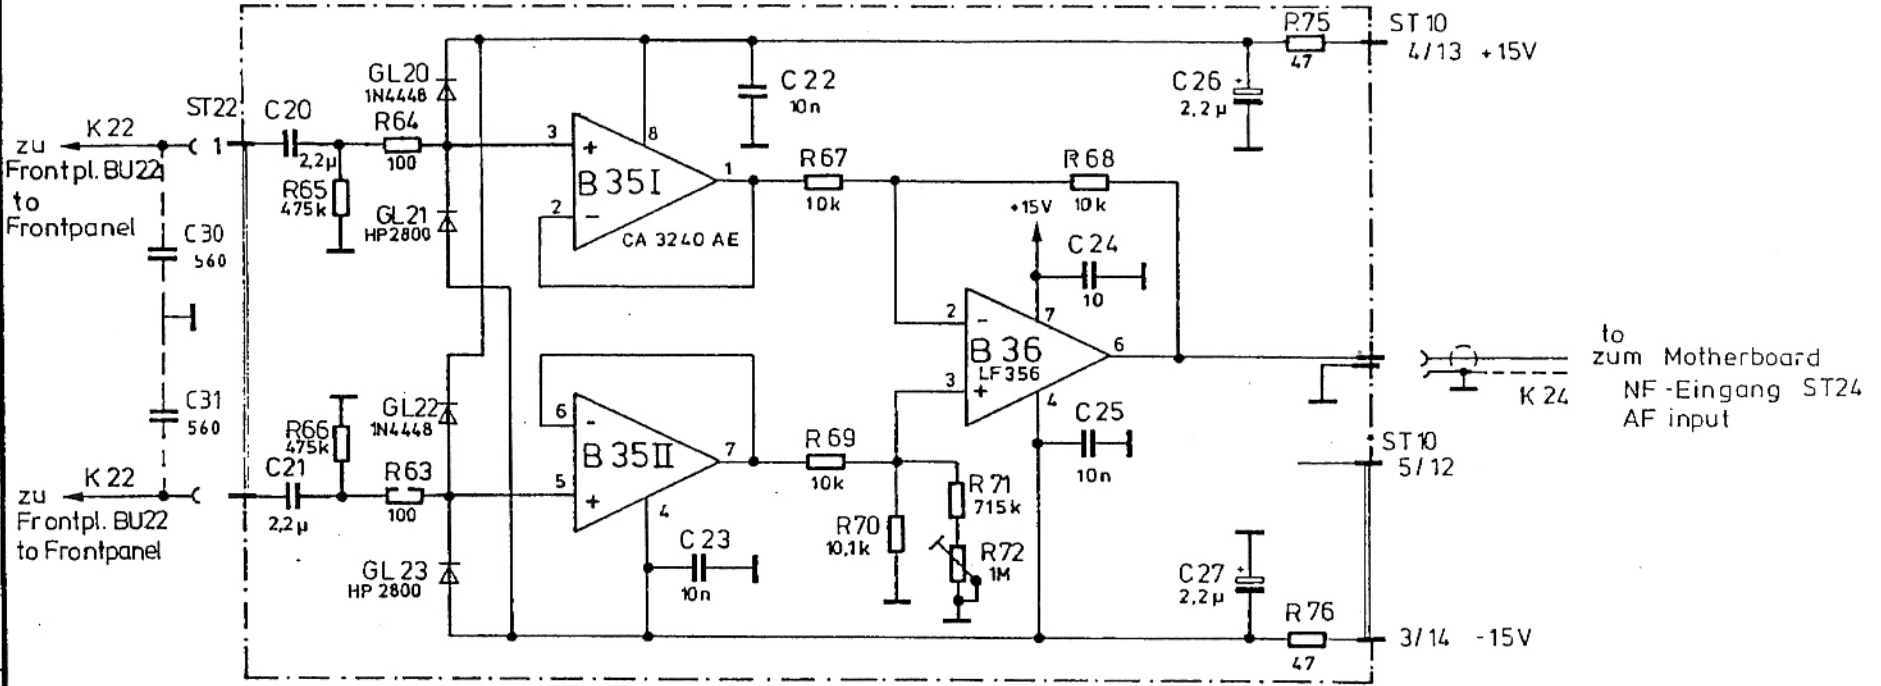 R75
47
ST10
4/13 +15V
GL20
1N4448
C22
10n
C26
+
2,2µ
ST22
C20
2,2µ
K22
1
R64
100
3
+
8
B35I
1
2
−
CA 3240 AE
R67
10k
R68
10k
zu
Frontpl. BU22
to
Frontpanel
R65
475k
GL21
HP2800
C30
560
+15V
C24
10
2
−
7
B36
LF356
6
3
+
4
C25
10n
to
zum Motherboard
NF-Eingang ST24
AF input
K24
C31
560
R66
475k
GL22
1N4448
6
−
B35II
7
5
+
4
R69
10k
ST10
5/12
K22
zu
Frontpl. BU22
to Frontpanel
C21
2,2µ
R63
100
R71
715k
R70
10,1k
R72
1M
C23
10n
GL23
HP 2800
C27
+
2,2µ
R76
47
3/14 -15V